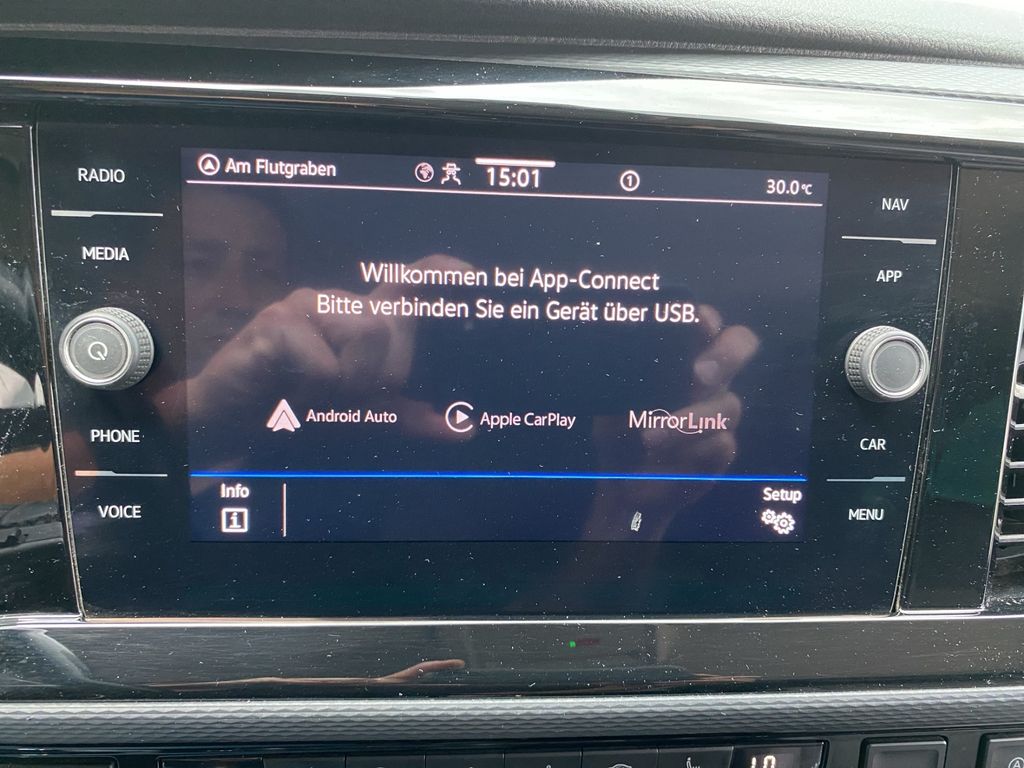 RADIO
MEDIA
PHONE
VOICE
Am Flutgraben
15:01
1
30.0°C
Willkommen bei App-Connect
Bitte verbinden Sie ein Gerät über USB.
Android Auto
Apple CarPlay
MirrorLink
Info
Setup
NAV
APP
CAR
MENU